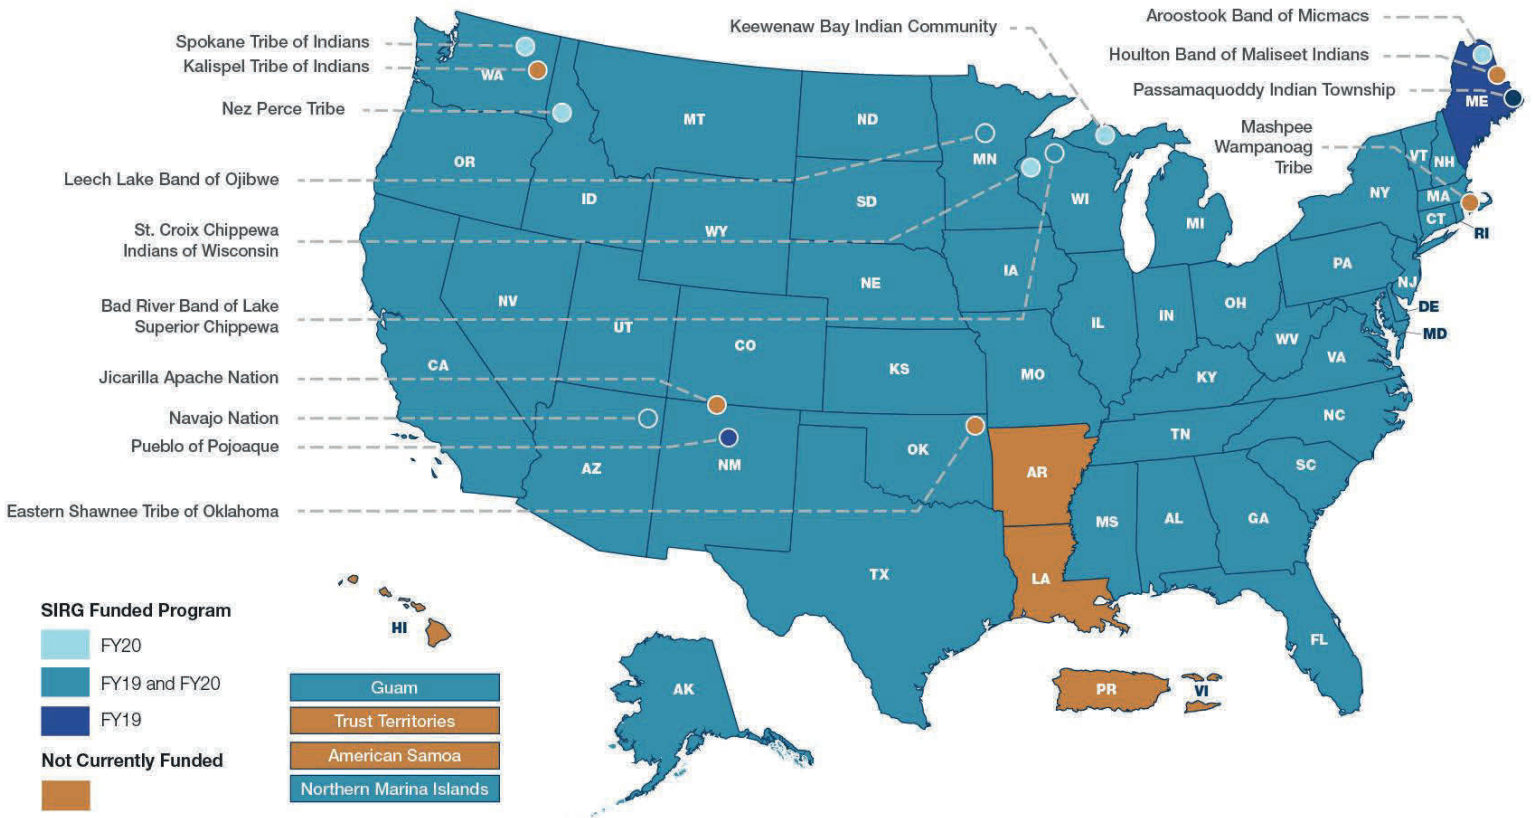 Keewenaw Bay Indian Community
Aroostook Band of Micmacs
Houlton Band of Maliseet Indians
Passamaquoddy Indian Township
Mashpee
Wampanoag
Tribe
Spokane Tribe of Indians
Kalispel Tribe of Indians
Nez Perce Tribe
Leech Lake Band of Ojibwe
St. Croix Chippewa
Indians of Wisconsin
Bad River Band of Lake
Superior Chippewa
Jicarilla Apache Nation
Navajo Nation
Pueblo of Pojoaque
Eastern Shawnee Tribe of Oklahoma
WA
MT
ND
MN
ME
OR
ID
SD
WI
VT
NH
WY
MI
NY
MA
CT
RI
IA
PA
NE
NJ
NV
OH
DE
UT
IL
IN
MD
CO
WV
VA
CA
KS
MO
KY
NC
TN
AZ
NM
OK
AR
SC
MS
AL
GA
TX
LA
FL
HI
AK
PR
VI
SIRG Funded Program
FY20
FY19 and FY20
FY19
Not Currently Funded
Guam
Trust Territories
American Samoa
Northern Marina Islands